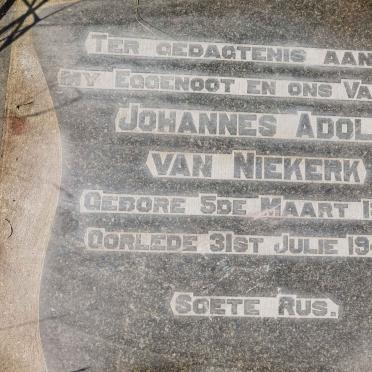 TER GEDAGTENIS AAN
MY EGGENOOT EN ONS VA
JOHANNES ADOL
VAN NIEKERK
GEBORE 5DE MAART 1
OORLEDE 31ST JULIE 19
SOETE RUS.